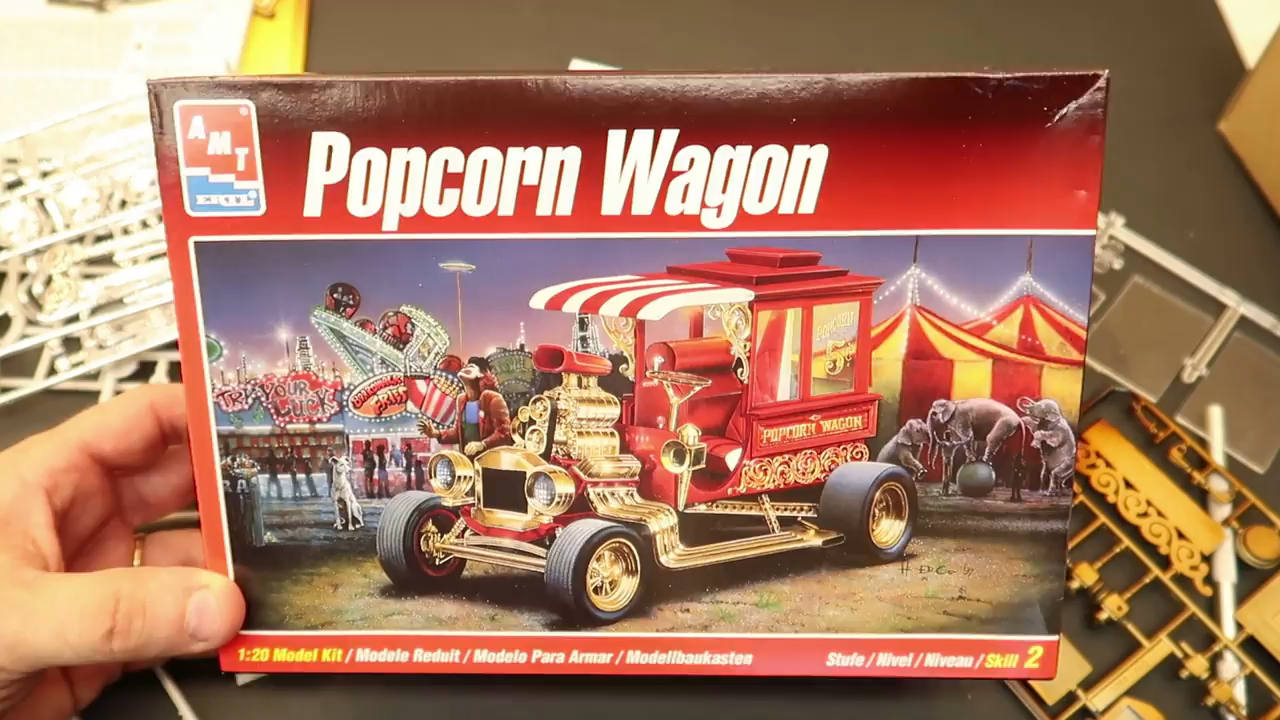 AMT
ERTL
Popcorn Wagon
TRY YOUR LUCK
FRIES
POPCORN
5¢
POPCORN WAGON
1:20 Model Kit / Modele Reduit / Modelo Para Armar / Modellbaukasten
Stufe / Nivel / Niveau / Skill 2